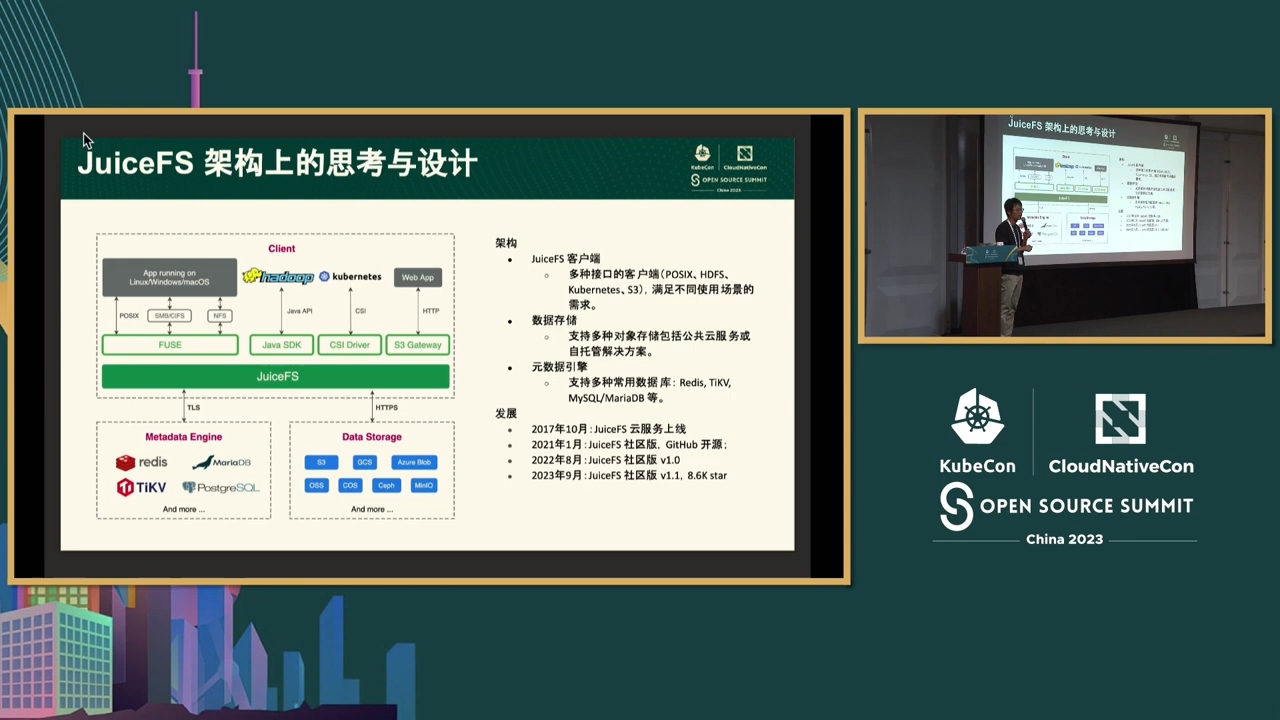 JuiceFS 架构上的思考与设计
KubeCon
CloudNativeCon
OPEN SOURCE SUMMIT
China 2023
Client
App running on
Linux/Windows/macOS
hadoop
kubernetes
Web App
POSIX
SMB/CIFS
NFS
Java API
CSI
HTTP
FUSE
Java SDK
CSI Driver
S3 Gateway
JuiceFS
TLS
HTTPS
Metadata Engine
redis
MariaDB
TiKV
PostgreSQL
And more ...
Data Storage
S3
GCS
Azure Blob
OSS
COS
Ceph
MinIO
And more ...
架构
JuiceFS 客户端
多种接口的客户端（POSIX、HDFS、
Kubernetes、S3），满足不同使用场景的
需求。
数据存储
支持多种对象存储包括公共云服务或
自托管解决方案。
元数据引擎
支持多种常用数据库：Redis, TiKV,
MySQL/MariaDB 等。
发展
2017年10月：JuiceFS 云服务上线
2021年1月：JuiceFS 社区版，GitHub 开源；
2022年8月：JuiceFS 社区版 v1.0
2023年9月：JuiceFS 社区版 v1.1，8.6K star
JuiceFS 架构上的思考与设计
KubeCon
CloudNativeCon
OPEN SOURCE SUMMIT
China 2023